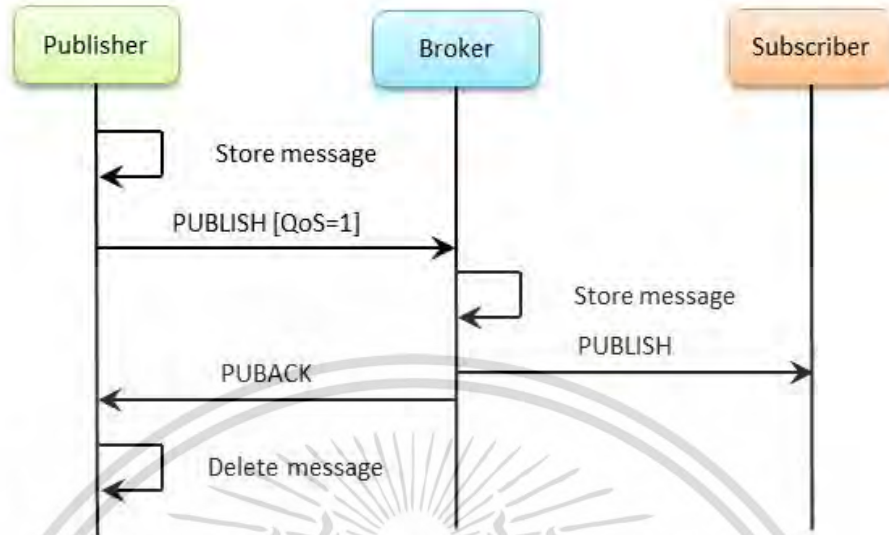 Publisher
Broker
Subscriber
Store message
PUBLISH [QoS=1]
Store message
PUBLISH
PUBACK
Delete message